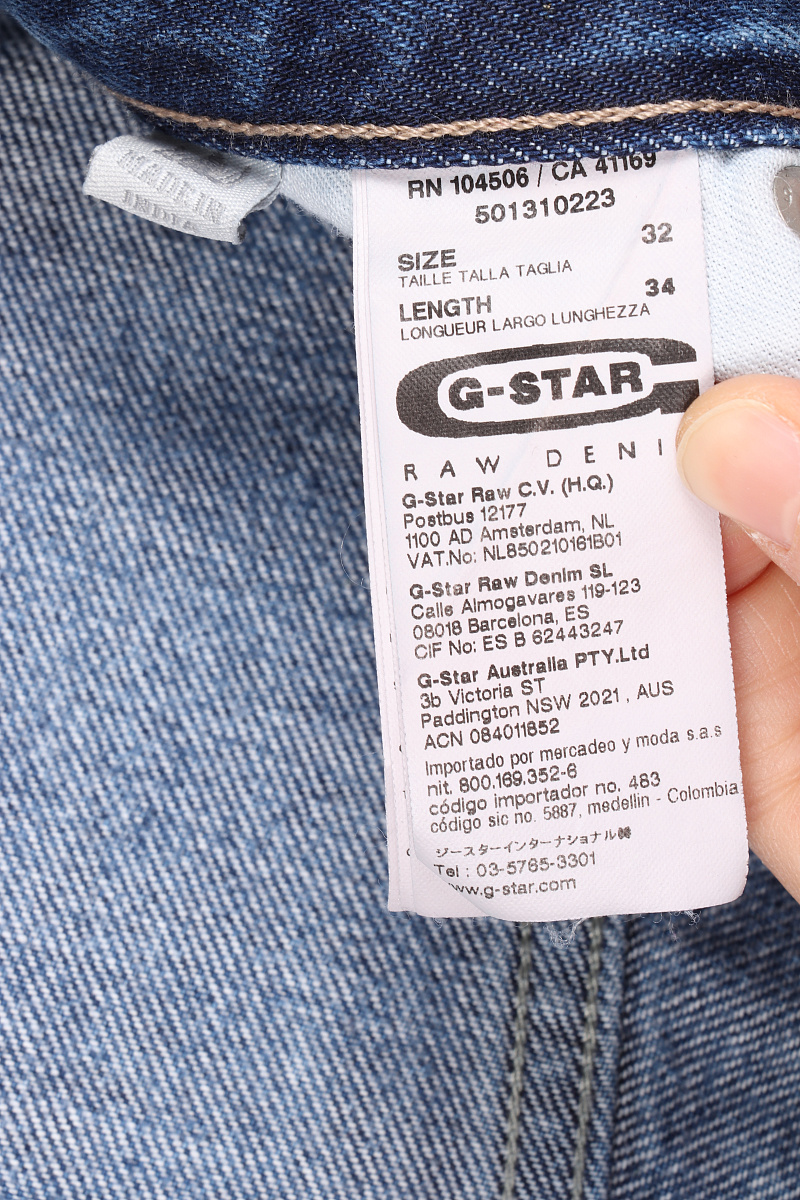 MADE IN
INDIA
RN 104506 / CA 41169
501310223
SIZE 32
TAILLE TALLA TAGLIA
LENGTH 34
LONGUEUR LARGO LUNGHEZZA
G-STAR
RAW DENI
G-Star Raw C.V. (H.Q.)
Postbus 12177
1100 AD Amsterdam, NL
VAT.No: NL850210161B01
G-Star Raw Denim SL
Calle Almogavares 119-123
08018 Barcelona, ES
CIF No: ES B 62443247
G-Star Australia PTY.Ltd
3b Victoria ST
Paddington NSW 2021 , AUS
ACN 084011852
Importado por mercadeo y moda s.a.s
nit. 800.169.352-6
código importador no. 483
código sic no. 5887, medellin - Colombia
ジースターインターナショナル㈱
Tel : 03-5765-3301
www.g-star.com